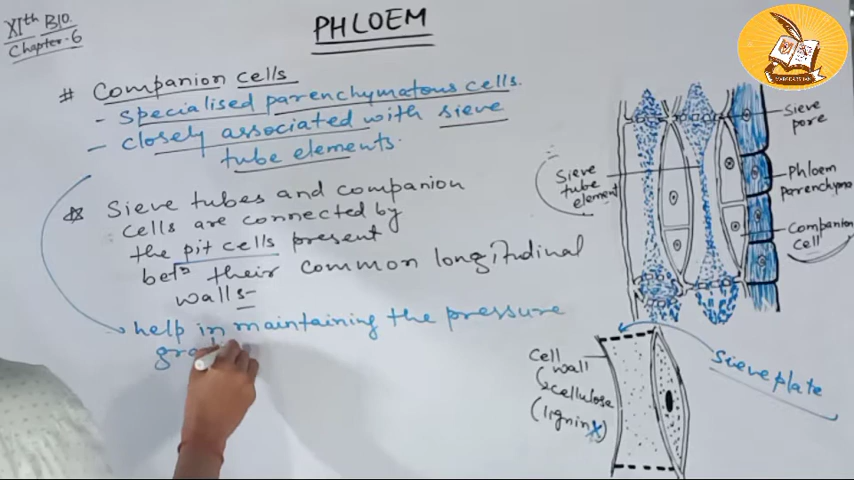 XIth BIO.
Chapter-6
PHLOEM
# Companion cells
- Specialised parenchymatous cells.
- closely associated with sieve
tube elements.
☆ Sieve tubes and companion
cells are connected by
the pit cells present
betn their common longitudinal
walls-
help in maintaining the pressure
gra
Sieve
pore
Sieve
tube
element
Phloem
parenchyma
Companion
cell
Cell
wall
cellulose
(lignin x)
Sieve plate